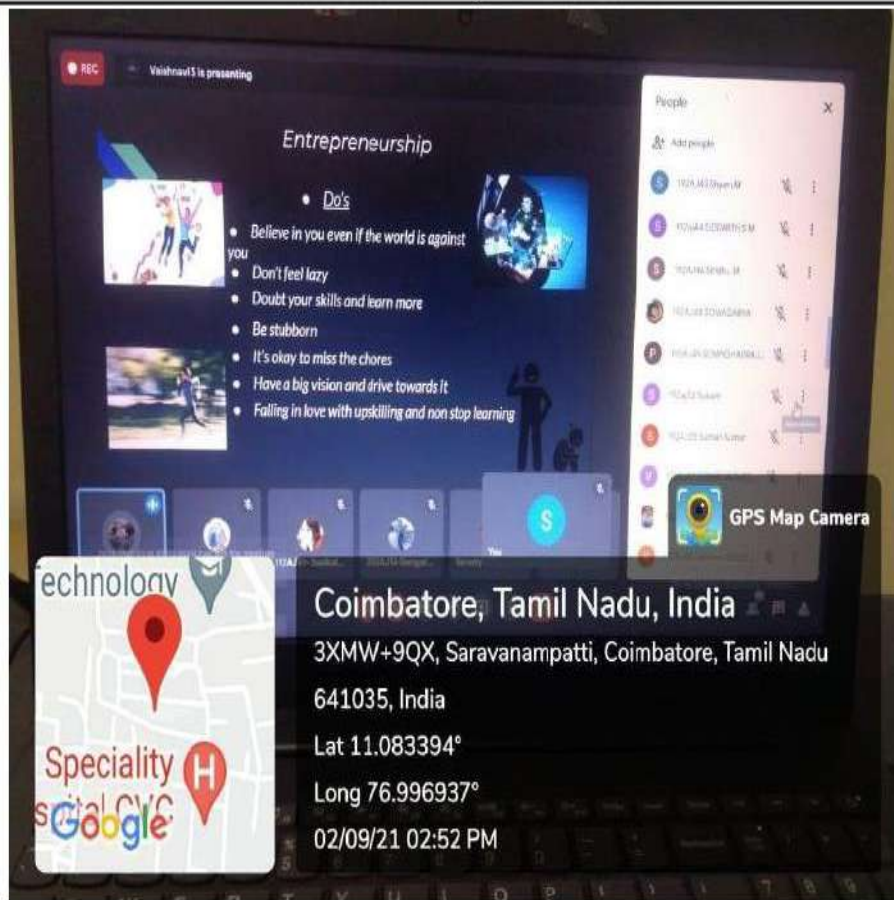 REC
Vaishnavi S is presenting
Entrepreneurship
Do's
Believe in you even if the world is against
you
Don't feel lazy
Doubt your skills and learn more
Be stubborn
It's okay to miss the chores
Have a big vision and drive towards it
Falling in love with upskilling and non stop learning
People
Add people
S
S
S
P
S
S
V
You
S
GPS Map Camera
echnology
Speciality
H
Google
Coimbatore, Tamil Nadu, India
3XMW+9QX, Saravanampatti, Coimbatore, Tamil Nadu
641035, India
Lat 11.083394°
Long 76.996937°
02/09/21 02:52 PM